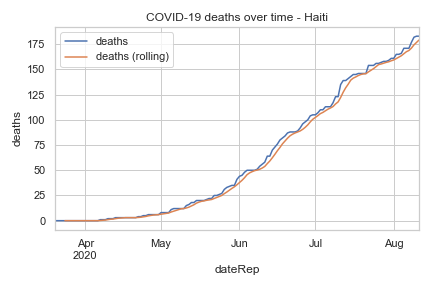 COVID-19 deaths over time - Haiti
deaths
deaths (rolling)
175
150
125
100
75
50
25
0
deaths
Apr
2020
May
Jun
Jul
Aug
dateRep